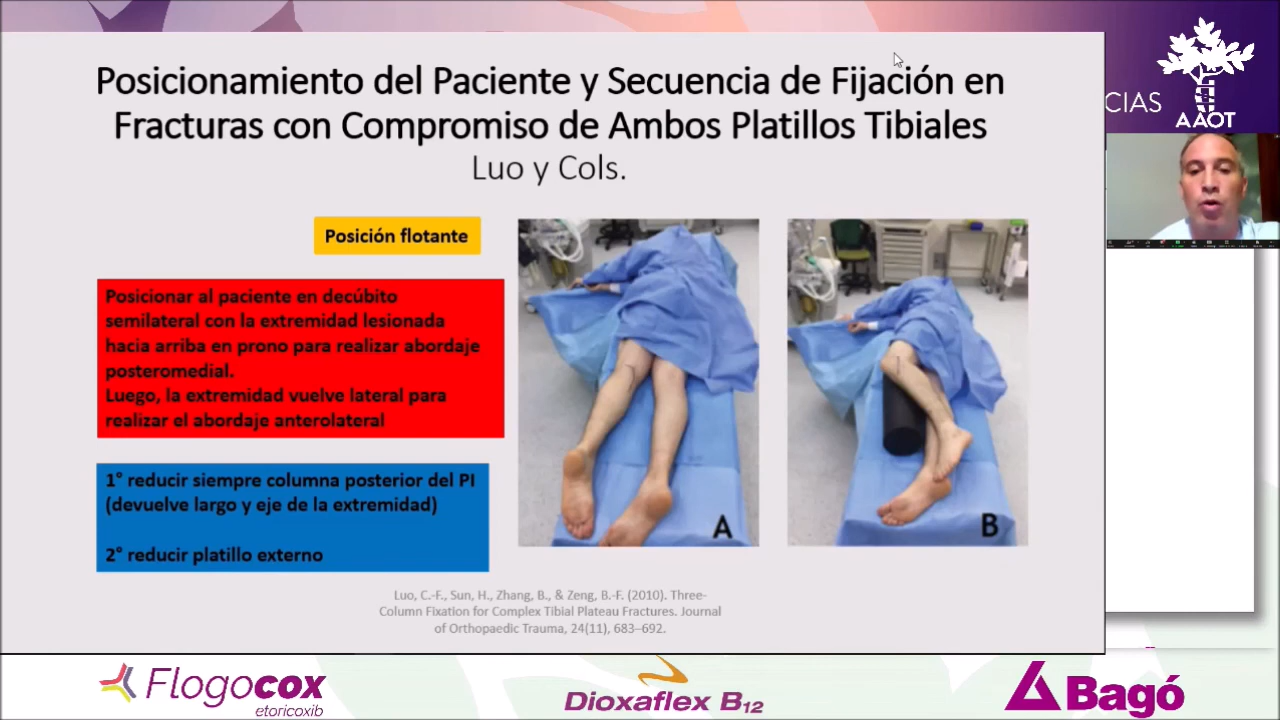 Posicionamiento del Paciente y Secuencia de Fijación en
Fracturas con Compromiso de Ambos Platillos Tibiales
Luo y Cols.
CIAS
AAOT
Posición flotante
Posicionar al paciente en decúbito
semilateral con la extremidad lesionada
hacia arriba en prono para realizar abordaje
posteromedial.
Luego, la extremidad vuelve lateral para
realizar el abordaje anterolateral
1° reducir siempre columna posterior del PI
(devuelve largo y eje de la extremidad)
2° reducir platillo externo
A
B
Luo, C.-F., Sun, H., Zhang, B., & Zeng, B.-F. (2010). Three-
Column Fixation for Complex Tibial Plateau Fractures. Journal
of Orthopaedic Trauma, 24(11), 683–692.
Flogocox
etoricoxib
Dioxaflex B12
Bagó